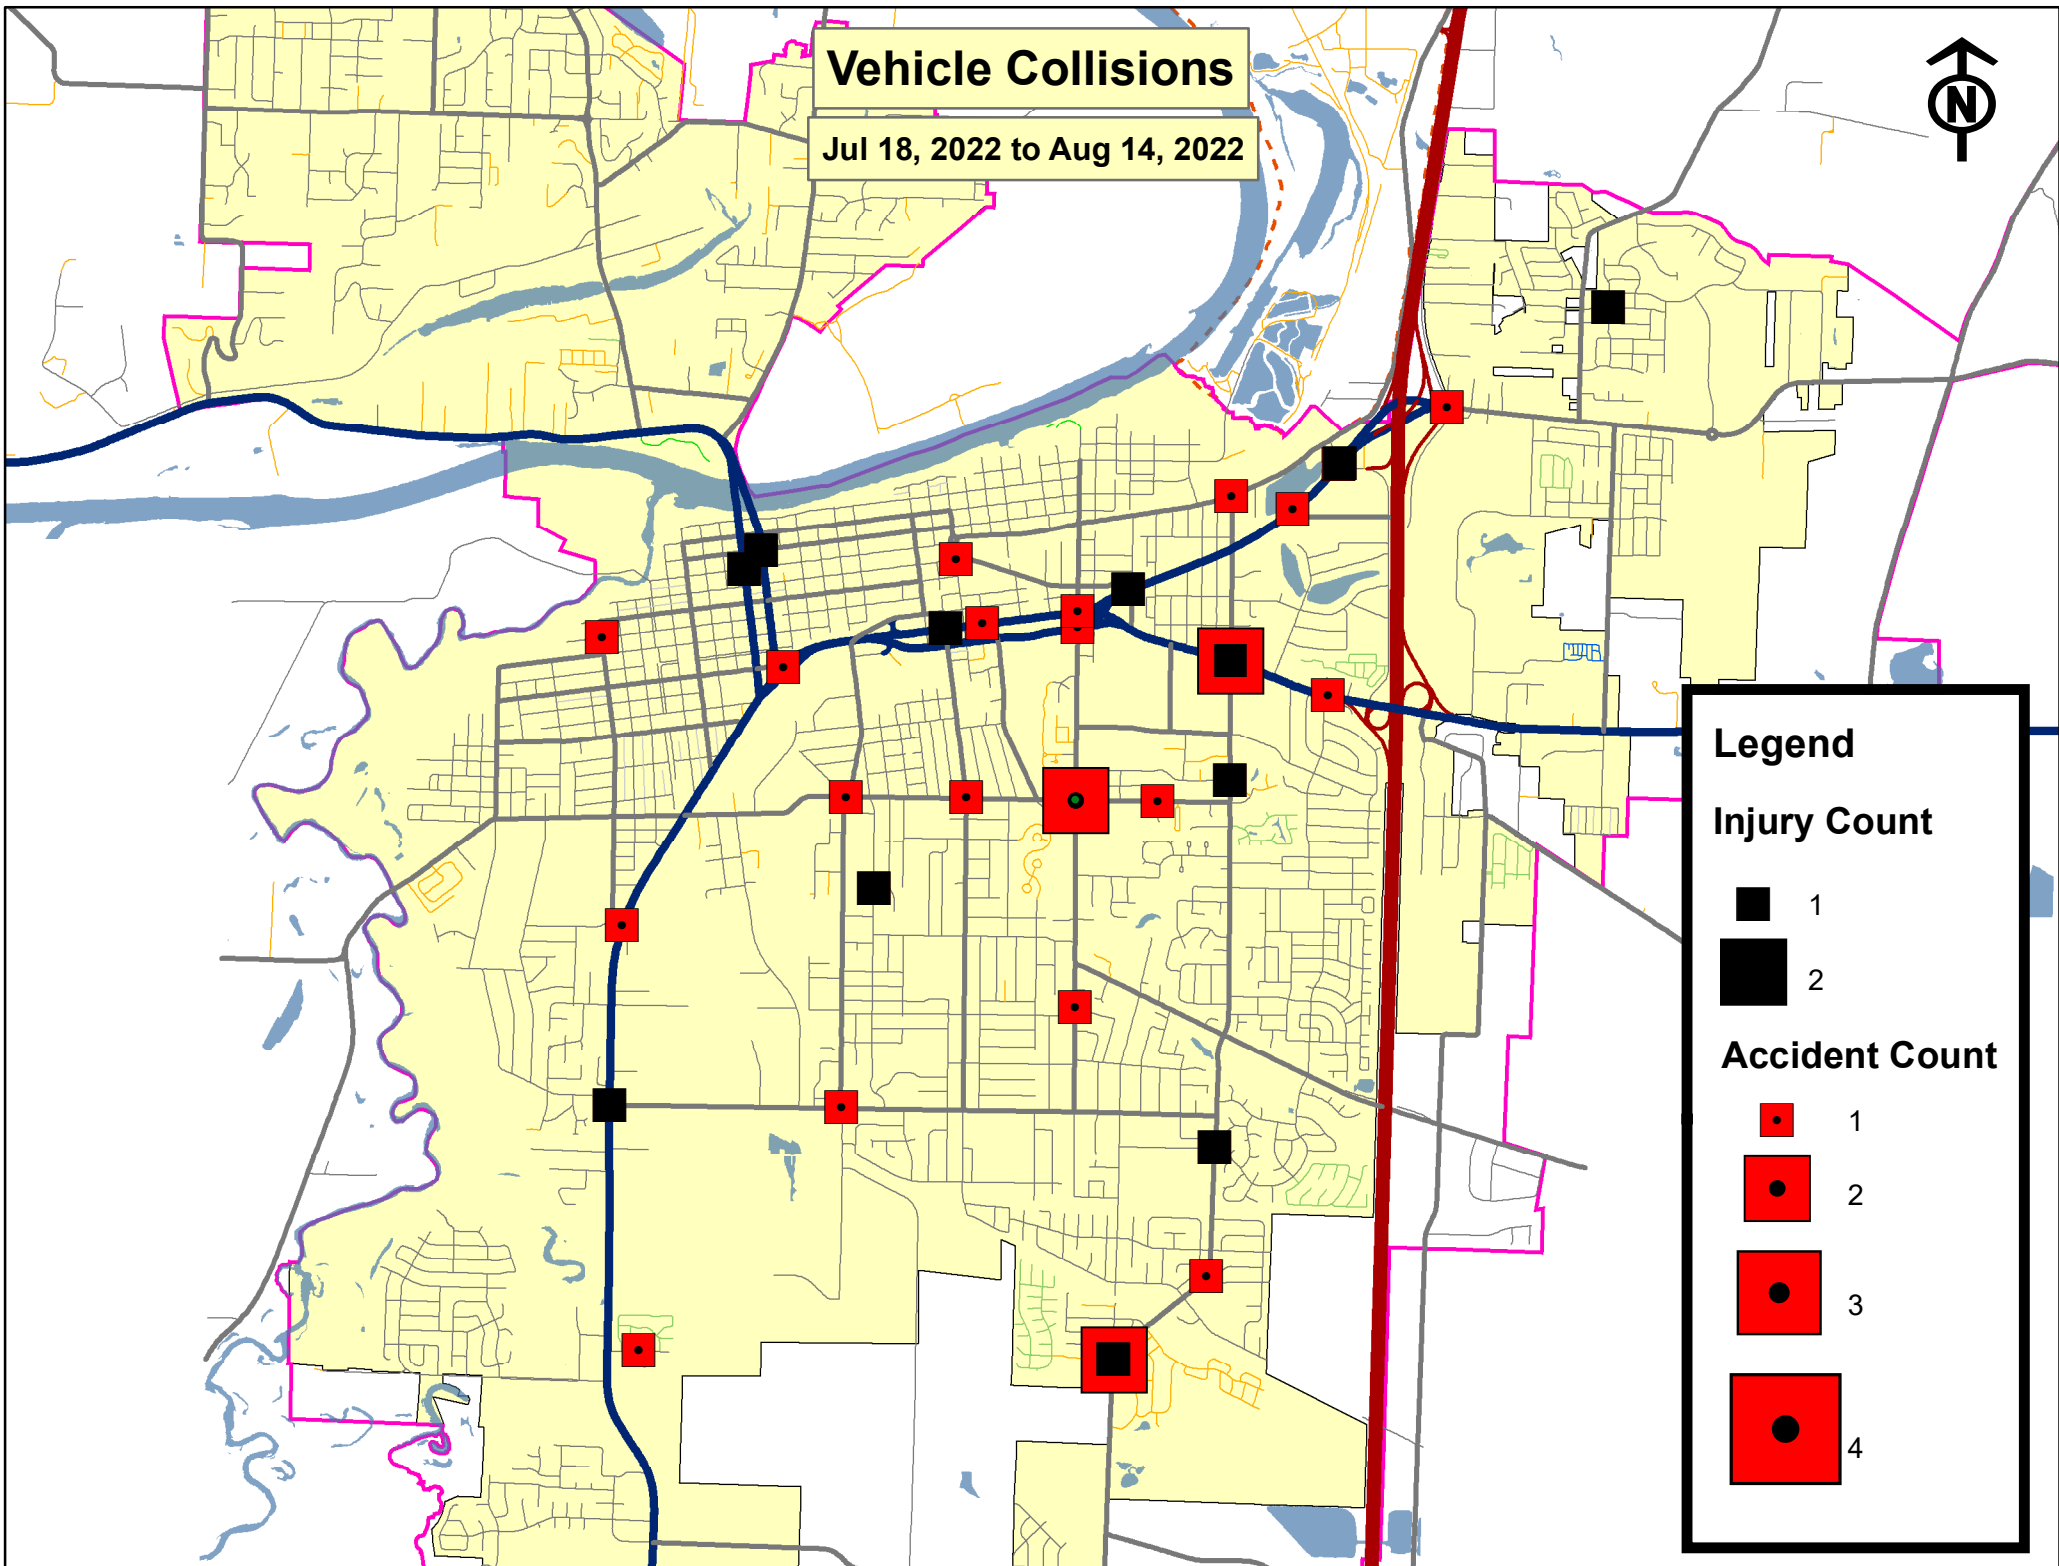 Vehicle Collisions
Jul 18, 2022 to Aug 14, 2022
N
Legend
Injury Count
1
2
Accident Count
1
2
3
4